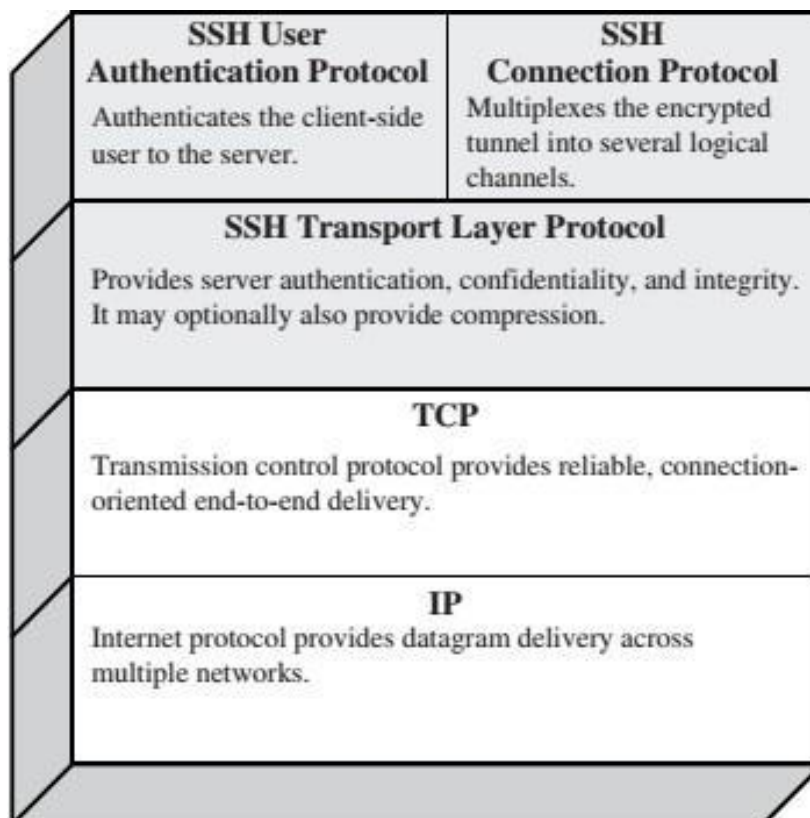 SSH User
Authentication Protocol
Authenticates the client-side
user to the server.
SSH
Connection Protocol
Multiplexes the encrypted
tunnel into several logical
channels.
SSH Transport Layer Protocol
Provides server authentication, confidentiality, and integrity.
It may optionally also provide compression.
TCP
Transmission control protocol provides reliable, connection-
oriented end-to-end delivery.
IP
Internet protocol provides datagram delivery across
multiple networks.